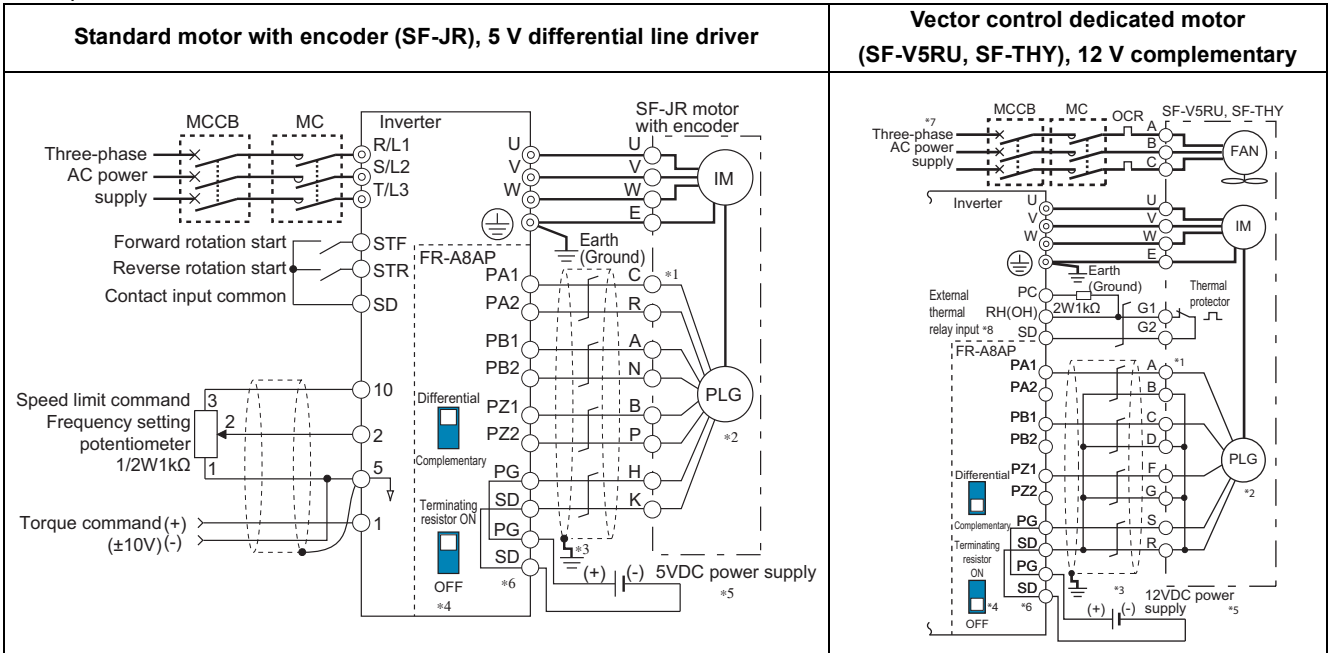 Standard motor with encoder (SF-JR), 5 V differential line driver
Vector control dedicated motor
(SF-V5RU, SF-THY), 12 V complementary
MCCB
MC
Inverter
SF-JR motor
with encoder
Three-phase
AC power
supply
R/L1
S/L2
T/L3
U
V
W
U
V
W
E
IM
Earth
(Ground)
Forward rotation start
Reverse rotation start
Contact input common
STF
STR
SD
FR-A8AP
PA1
PA2
PB1
PB2
PZ1
PZ2
PG
SD
PG
SD
C
*1
R
A
N
B
P
H
K
PLG
*2
Differential
Complementary
Terminating
resistor ON
OFF
*4
*6
*3
(+)
(-)
5VDC power supply
*5
Speed limit command
Frequency setting
potentiometer
1/2W1kΩ
3
2
1
10
2
5
1
Torque command (+)
(±10V) (-)
MCCB
MC
OCR
SF-V5RU, SF-THY
*7
Three-phase
AC power
supply
A
B
C
FAN
Inverter
U
V
W
U
V
W
E
IM
Earth
(Ground)
External
thermal
relay input *8
PC
RH(OH)
SD
2W1kΩ
G1
G2
Thermal
protector
FR-A8AP
PA1
PA2
PB1
PB2
PZ1
PZ2
PG
SD
PG
SD
A
*1
B
C
D
F
G
S
R
PLG
*2
Differential
Complementary
Terminating
resistor
ON
*4
OFF
*6
*3
(+)
(-)
12VDC power
supply
*5